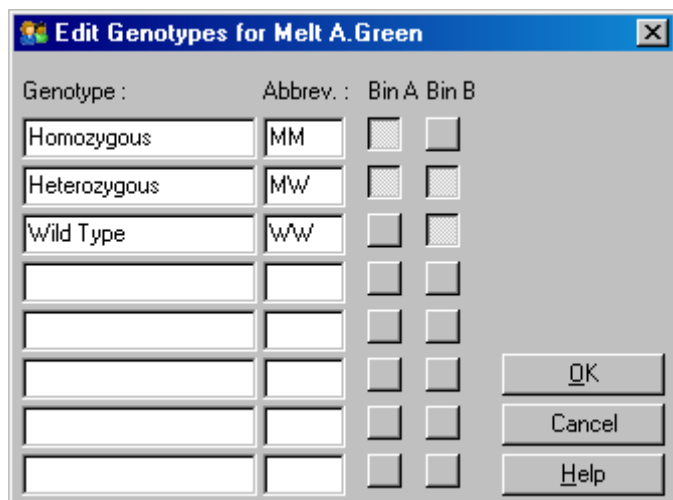 Edit Genotypes for Melt A.Green
Genotype : Abbrev. : Bin A Bin B
Homozygous MM
Heterozygous MW
Wild Type WW
OK
Cancel
Help